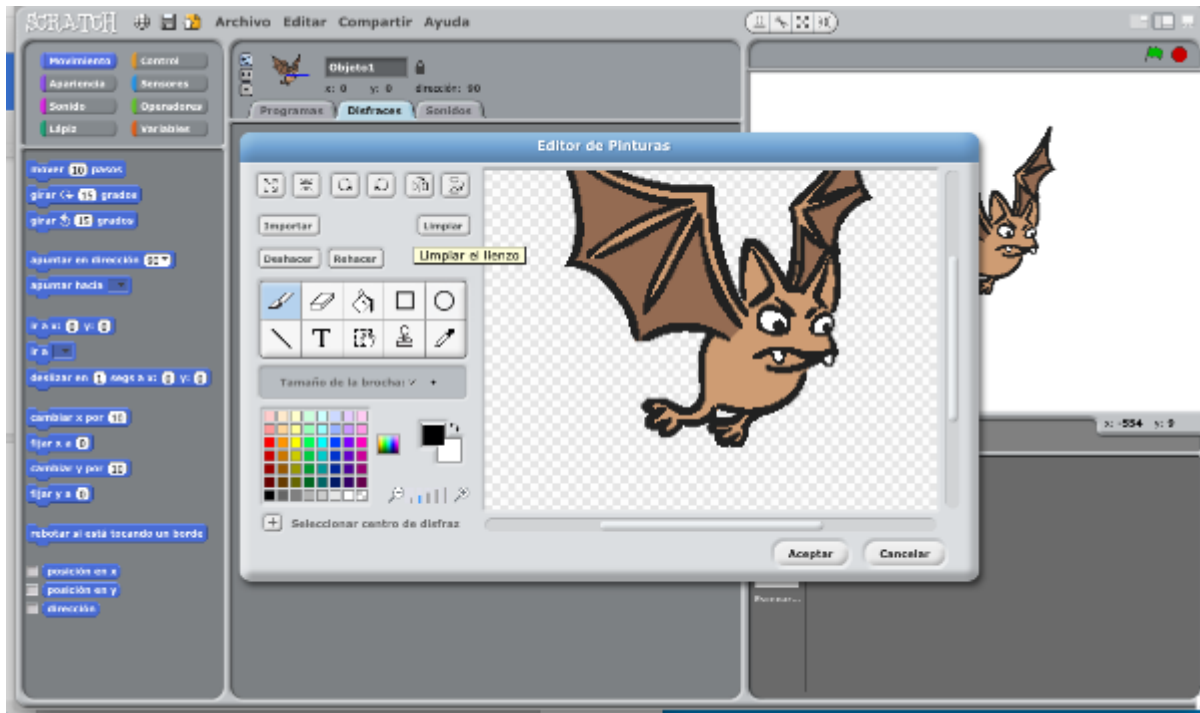 SCRATCH Archivo Editar Compartir Ayuda
Movimiento Control
Apariencia Sensores
Sonido Operadores
Lápiz Variables
Objeto1
x: 0 y: 0 dirección: 90
Programas Disfraces Sonidos
mover 10 pasos
girar 15 grados
girar 15 grados
apuntar en dirección 90
apuntar hacia
ir a x: 0 y: 0
ir a
deslizar en 1 segs a x: 0 y: 0
cambiar x por 10
fijar x a 0
cambiar y por 10
fijar y a 0
rebotar si está tocando un borde
posición en x
posición en y
dirección
Editor de Pinturas
Importar Limpiar
Deshacer Rehacer
Limpiar el lienzo
T
Tamaño de la brocha:
Seleccionar centro de disfraz
Aceptar Cancelar
x: -554 y: 9